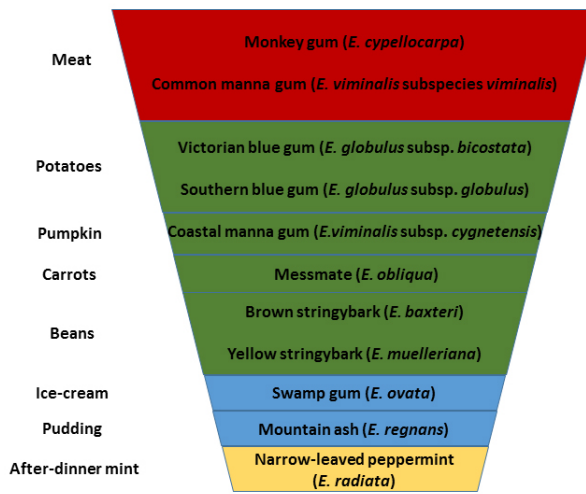 Meat
Monkey gum (E. cypellocarpa)
Common manna gum (E. viminalis subspecies viminalis)
Potatoes
Victorian blue gum (E. globulus subsp. bicostata)
Southern blue gum (E. globulus subsp. globulus)
Pumpkin
Coastal manna gum (E.viminalis subsp. cygnetensis)
Carrots
Messmate (E. obliqua)
Beans
Brown stringybark (E. baxteri)
Yellow stringybark (E. muelleriana)
Ice-cream
Swamp gum (E. ovata)
Pudding
Mountain ash (E. regnans)
After-dinner mint
Narrow-leaved peppermint
(E. radiata)